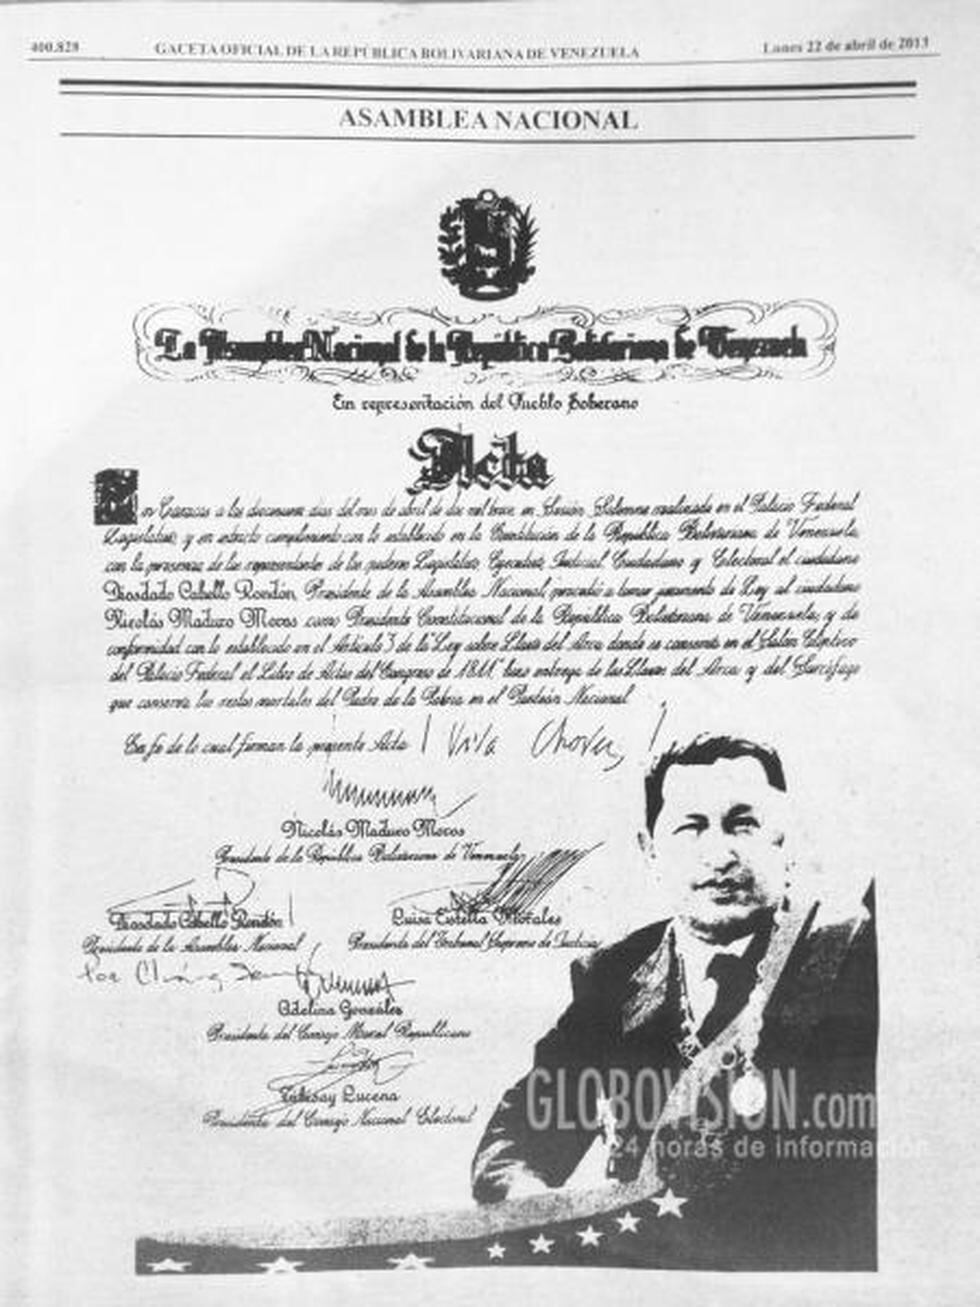 400.828 GACETA OFICIAL DE LA REPÚBLICA BOLIVARIANA DE VENEZUELA Lunes 22 de abril de 2013
ASAMBLEA NACIONAL
La Asamblea Nacional de la República Bolivariana de Venezuela
En representación del Pueblo Soberano
Acta
En Caracas a los diecinueve días del mes de abril de dos mil trece, en Sesión Solemne realizada en el Palacio Federal
Legislativo, y en estricto cumplimiento con lo establecido en la Constitución de la República Bolivariana de Venezuela,
con la presencia de los representantes de los poderes Legislativo, Ejecutivo, Judicial, Ciudadano y Electoral el ciudadano
Diosdado Cabello Rondón, Presidente de la Asamblea Nacional, procedió a tomar juramento de Ley al ciudadano
Nicolás Maduro Moros como Presidente Constitucional de la República Bolivariana de Venezuela, y de
conformidad con lo establecido en el Artículo 3 de la "Ley sobre Llaves del Arca donde se conserva en el Salón Elíptico
del Palacio Federal el Libro de Actas del Congreso de 1811" hizo entrega de las Llaves del Arca y del Sarcófago
que conserva los restos mortales del Padre de la Patria en el Panteón Nacional.
En fe de lo cual firman la presente Acta ¡Viva Chávez!
Nicolás Maduro Moros
Presidente de la República Bolivariana de Venezuela
Diosdado Cabello Rondón Luisa Estella Morales
Presidente de la Asamblea Nacional Presidenta del Tribunal Supremo de Justicia
Por Chávez
Adelina González
Presidenta del Consejo Moral Republicano
Tibisay Lucena
Presidenta del Consejo Nacional Electoral
GLOBOVISION.com
24 horas de información